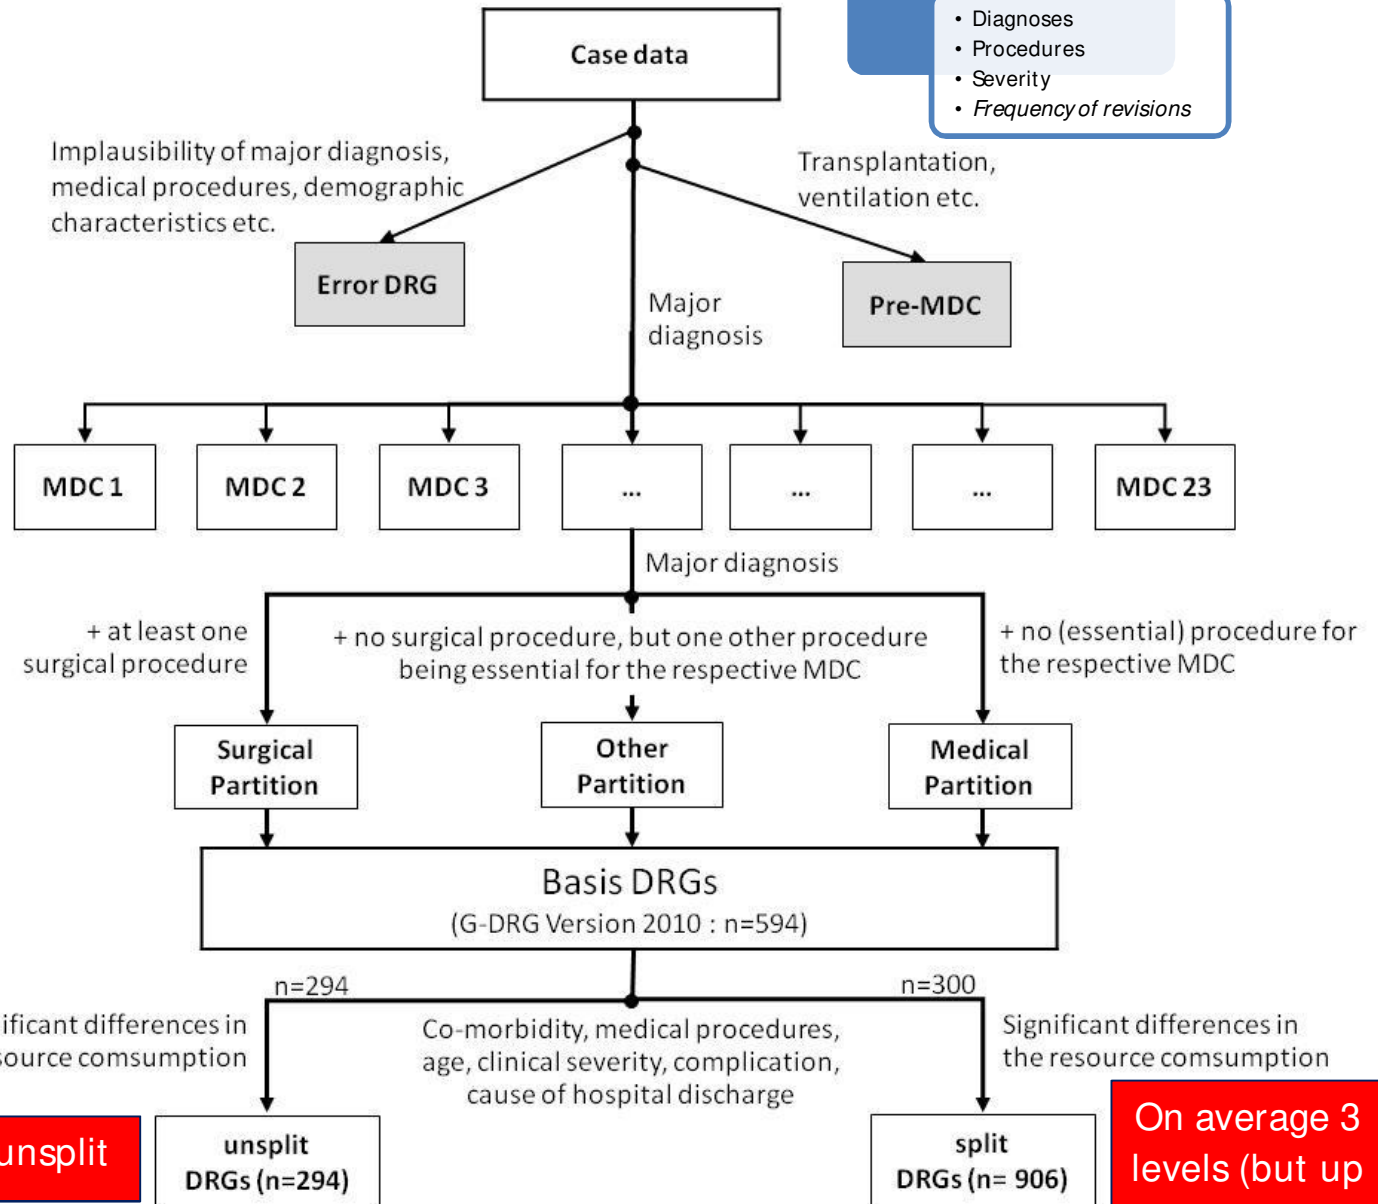 • Diagnoses
• Procedures
• Severity
• Frequency of revisions
Case data
Implausibility of major diagnosis,
medical procedures, demographic
characteristics etc.
Transplantation,
ventilation etc.
Error DRG
Pre-MDC
Major
diagnosis
MDC 1
MDC 2
MDC 3
...
...
...
MDC 23
Major diagnosis
+ at least one
surgical procedure
+ no surgical procedure, but one other procedure
being essential for the respective MDC
+ no (essential) procedure for
the respective MDC
Surgical
Partition
Other
Partition
Medical
Partition
Basis DRGs
(G-DRG Version 2010 : n=594)
n=294
n=300
differences in
comsumption
Co-morbidity, medical procedures,
age, clinical severity, complication,
cause of hospital discharge
Significant differences in
the resource comsumption
unsplit
unsplit
DRGs (n=294)
split
DRGs (n= 906)
On average 3
levels (but up